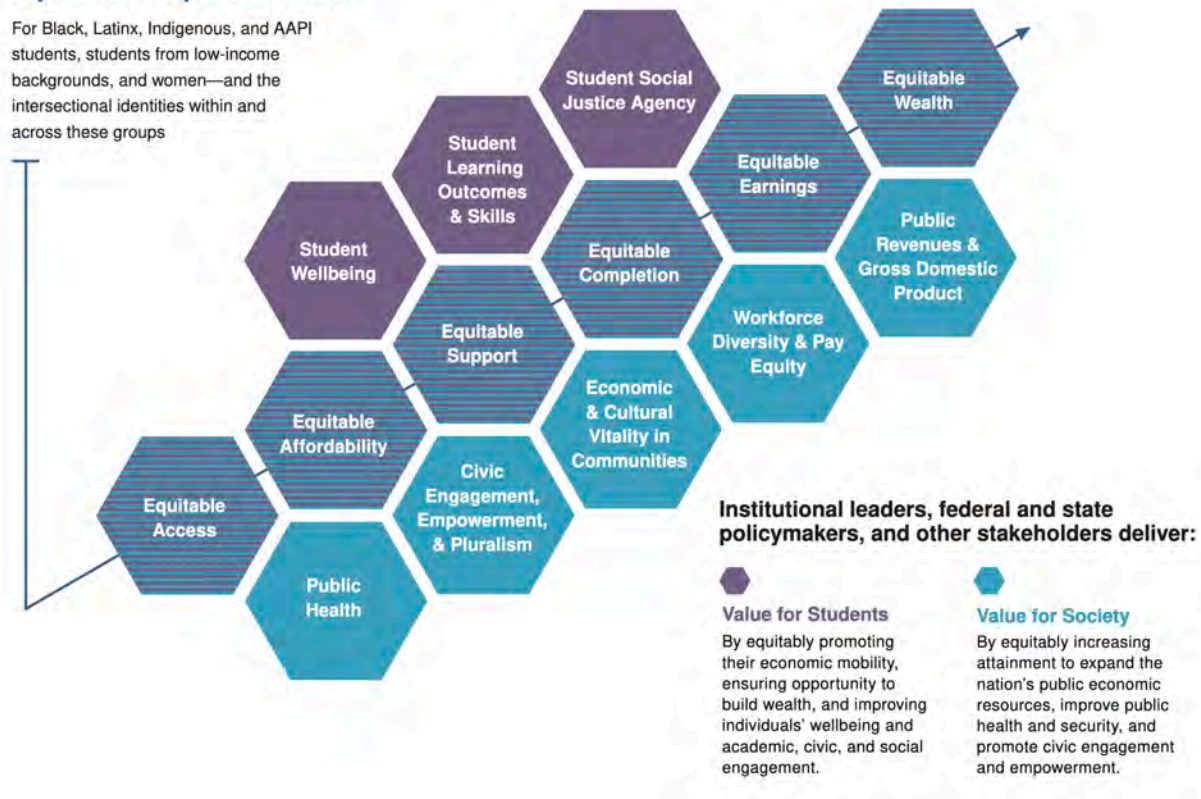 For Black, Latinx, Indigenous, and AAPI
students, students from low-income
backgrounds, and women—and the
intersectional identities within and
across these groups
Student Social
Justice Agency
Equitable
Wealth
Student
Learning
Outcomes
& Skills
Equitable
Earnings
Student
Wellbeing
Equitable
Completion
Public
Revenues &
Gross Domestic
Product
Equitable
Support
Workforce
Diversity & Pay
Equity
Equitable
Affordability
Economic
& Cultural
Vitality in
Communities
Equitable
Access
Civic
Engagement,
Empowerment,
& Pluralism
Public
Health
Institutional leaders, federal and state
policymakers, and other stakeholders deliver:
Value for Students
By equitably promoting
their economic mobility,
ensuring opportunity to
build wealth, and improving
individuals' wellbeing and
academic, civic, and social
engagement.
Value for Society
By equitably increasing
attainment to expand the
nation's public economic
resources, improve public
health and security, and
promote civic engagement
and empowerment.